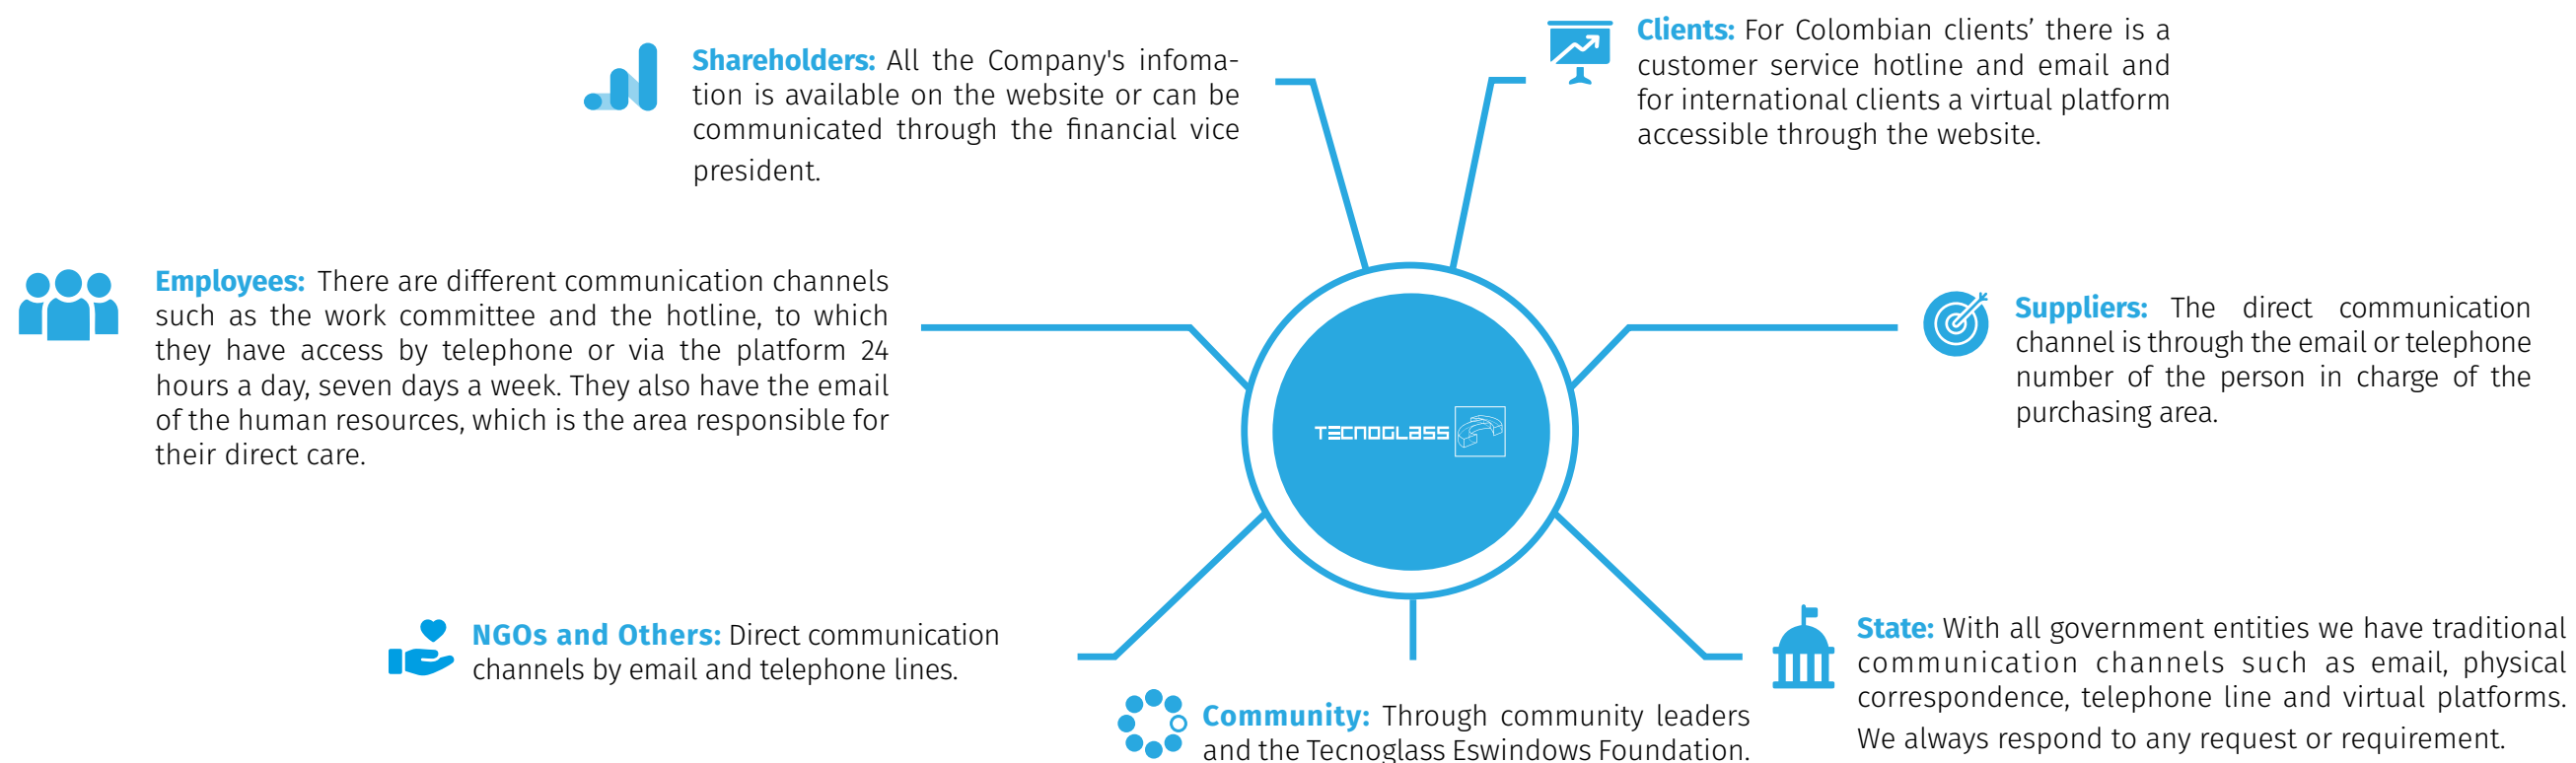 Shareholders: All the Company's infoma-
tion is available on the website or can be
communicated through the financial vice
president.
Clients: For Colombian clients’ there is a
customer service hotline and email and
for international clients a virtual platform
accessible through the website.
Employees: There are different communication channels
such as the work committee and the hotline, to which
they have access by telephone or via the platform 24
hours a day, seven days a week. They also have the email
of the human resources, which is the area responsible for
their direct care.
Suppliers: The direct communication
channel is through the email or telephone
number of the person in charge of the
purchasing area.
TECNOGLASS
NGOs and Others: Direct communication
channels by email and telephone lines.
Community: Through community leaders
and the Tecnoglass Eswindows Foundation.
State: With all government entities we have traditional
communication channels such as email, physical
correspondence, telephone line and virtual platforms.
We always respond to any request or requirement.